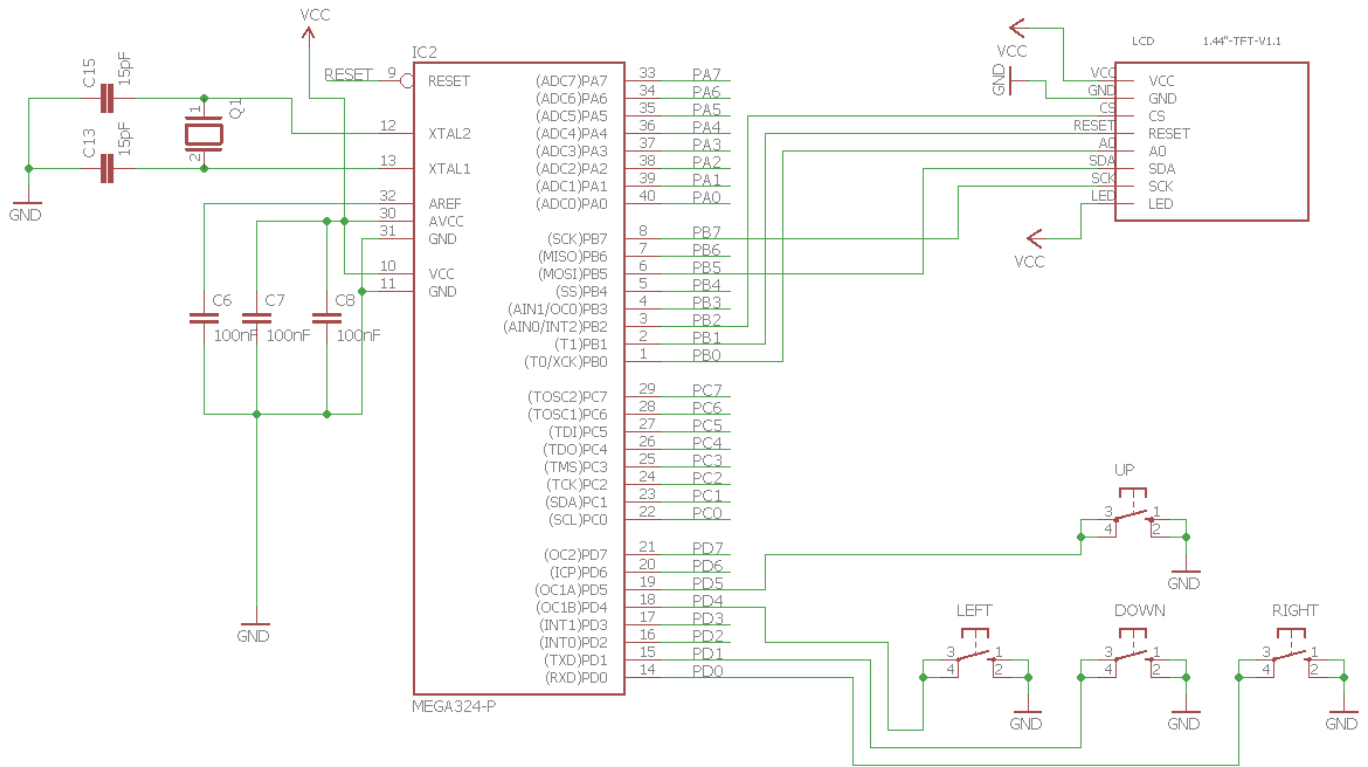 VCC
C15
15pF
C13
15pF
1
Q1
2
GND
RESET 9
12
13
32
30
31
10
11
C6
100nF
C7
100nF
C8
100nF
GND
IC2
RESET
XTAL2
XTAL1
AREF
AVCC
GND
VCC
GND
(ADC7)PA7 33 PA7
(ADC6)PA6 34 PA6
(ADC5)PA5 35 PA5
(ADC4)PA4 36 PA4
(ADC3)PA3 37 PA3
(ADC2)PA2 38 PA2
(ADC1)PA1 39 PA1
(ADC0)PA0 40 PA0
(SCK)PB7 8 PB7
(MISO)PB6 7 PB6
(MOSI)PB5 6 PB5
(SS)PB4 5 PB4
(AIN1/OC0)PB3 4 PB3
(AIN0/INT2)PB2 3 PB2
(T1)PB1 2 PB1
(T0/XCK)PB0 1 PB0
(TOSC2)PC7 29 PC7
(TOSC1)PC6 28 PC6
(TDI)PC5 27 PC5
(TDO)PC4 26 PC4
(TMS)PC3 25 PC3
(TCK)PC2 24 PC2
(SDA)PC1 23 PC1
(SCL)PC0 22 PC0
(OC2)PD7 21 PD7
(ICP)PD6 20 PD6
(OC1A)PD5 19 PD5
(OC1B)PD4 18 PD4
(INT1)PD3 17 PD3
(INT0)PD2 16 PD2
(TXD)PD1 15 PD1
(RXD)PD0 14 PD0
MEGA324-P
LCD 1.44"-TFT-V1.1
VCC
GND
VCC VCC
GND GND
CS CS
RESET RESET
A0 A0
SDA SDA
SCK SCK
LED LED
VCC
UP
3 1
4 2
GND
LEFT
3 1
4 2
GND
DOWN
3 1
4 2
GND
RIGHT
3 1
4 2
GND